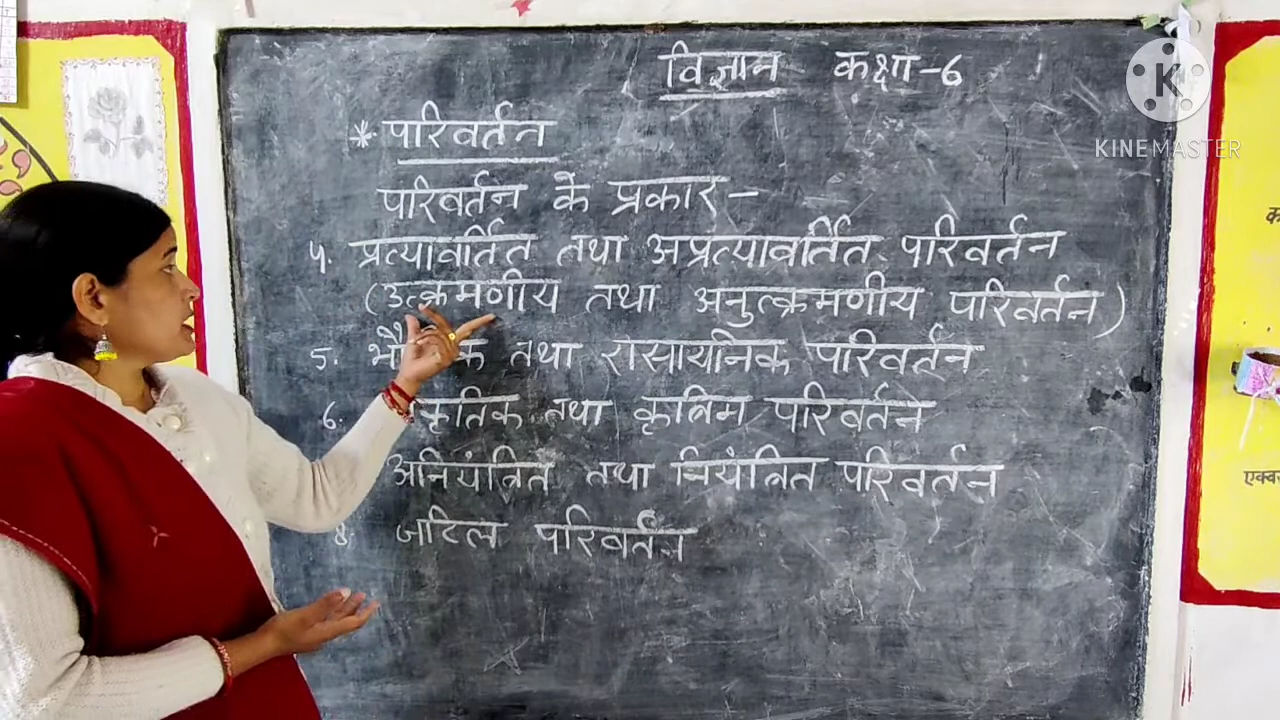 विज्ञान कक्षा-6
*. परिवर्तन
परिवर्तन के प्रकार -
4. प्रत्यावर्तित तथा अप्रत्यावर्तित परिवर्तन
(उत्क्रमणीय तथा अनुत्क्रमणीय परिवर्तन)
5. तथा रासायनिक परिवर्तन
6. तथा कृत्रिम परिवर्तन
अनियंत्रित तथा नियंत्रित परिवर्तन
8. जटिल परिवर्तन
K
KINEMASTER